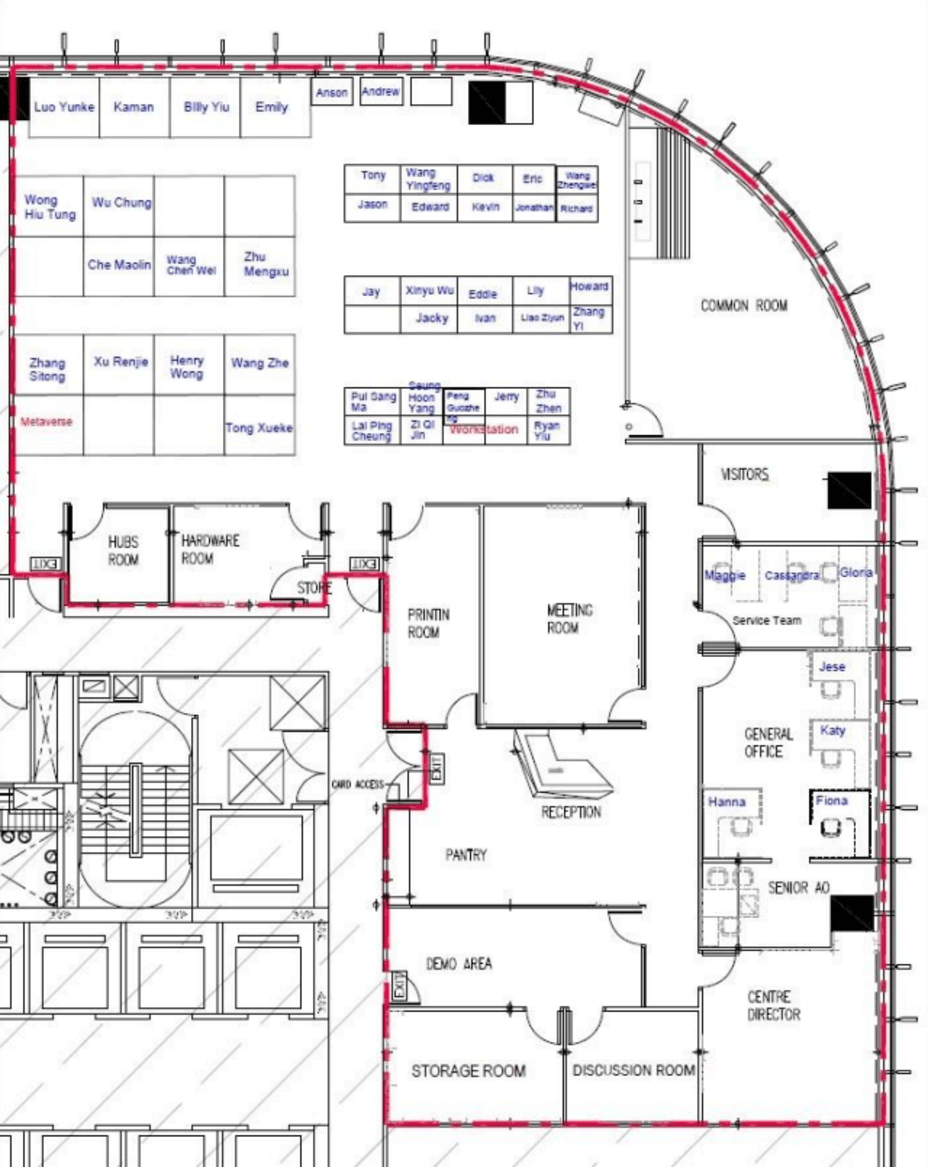 Luo Yunke
Kaman
Billy Yiu
Emily
Anson
Andrew
Tony
Wang
Yingfeng
Dick
Eric
Wang
Zhengwei
Jason
Edward
Kevin
Jonathan
Richard
Wong
Hiu Tung
Wu Chung
Che Maolin
Wang
Chen Wei
Zhu
Mengxu
Jay
Xinyu Wu
Eddie
Lily
Howard
Jacky
Ivan
Liao Ziyun
Zhang
Yi
COMMON ROOM
Zhang
Sitong
Xu Renjie
Henry
Wong
Wang Zhe
Metaverse
Tong Xueke
Pui Sang
Ma
Seung
Hoon
Yang
Peng
Guozhe
ng
Jerry
Zhu
Zhen
Lai Ping
Cheung
Zi Qi
Jin
Workstation
Ryan
Yiu
VISITORS
HUBS
ROOM
HARDWARE
ROOM
EXIT
STORE
EXIT
PRINTIN
ROOM
MEETING
ROOM
Maggie
Cassandra
Gloria
Service Team
Jese
GENERAL
OFFICE
Katy
Hanna
Fiona
CARD ACCESS
EXIT
RECEPTION
PANTRY
SENIOR AO
DEMO AREA
EXIT
CENTRE
DIRECTOR
STORAGE ROOM
DISCUSSION ROOM